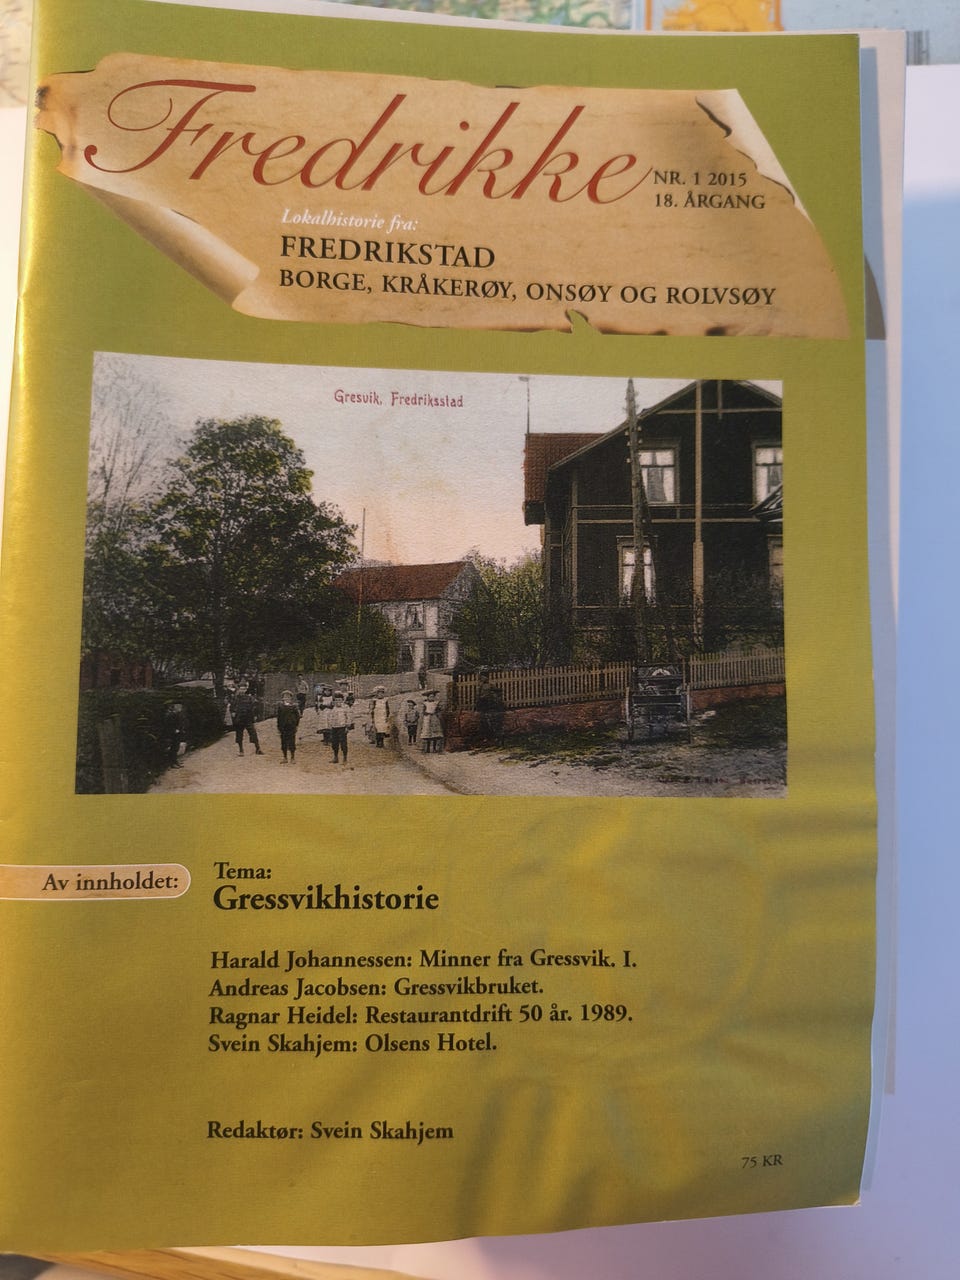 Fredrikke
NR. 1 2015
18. ÅRGANG
Lokalhistorie fra:
FREDRIKSTAD
BORGE, KRÅKERØY, ONSØY OG ROLVSØY
Gresvik, Fredriksstad
Av innholdet:
Tema:
Gressvikhistorie
Harald Johannessen: Minner fra Gressvik. I.
Andreas Jacobsen: Gressvikbruket.
Ragnar Heidel: Restaurantdrift 50 år. 1989.
Svein Skahjem: Olsens Hotel.
Redaktør: Svein Skahjem
75 KR